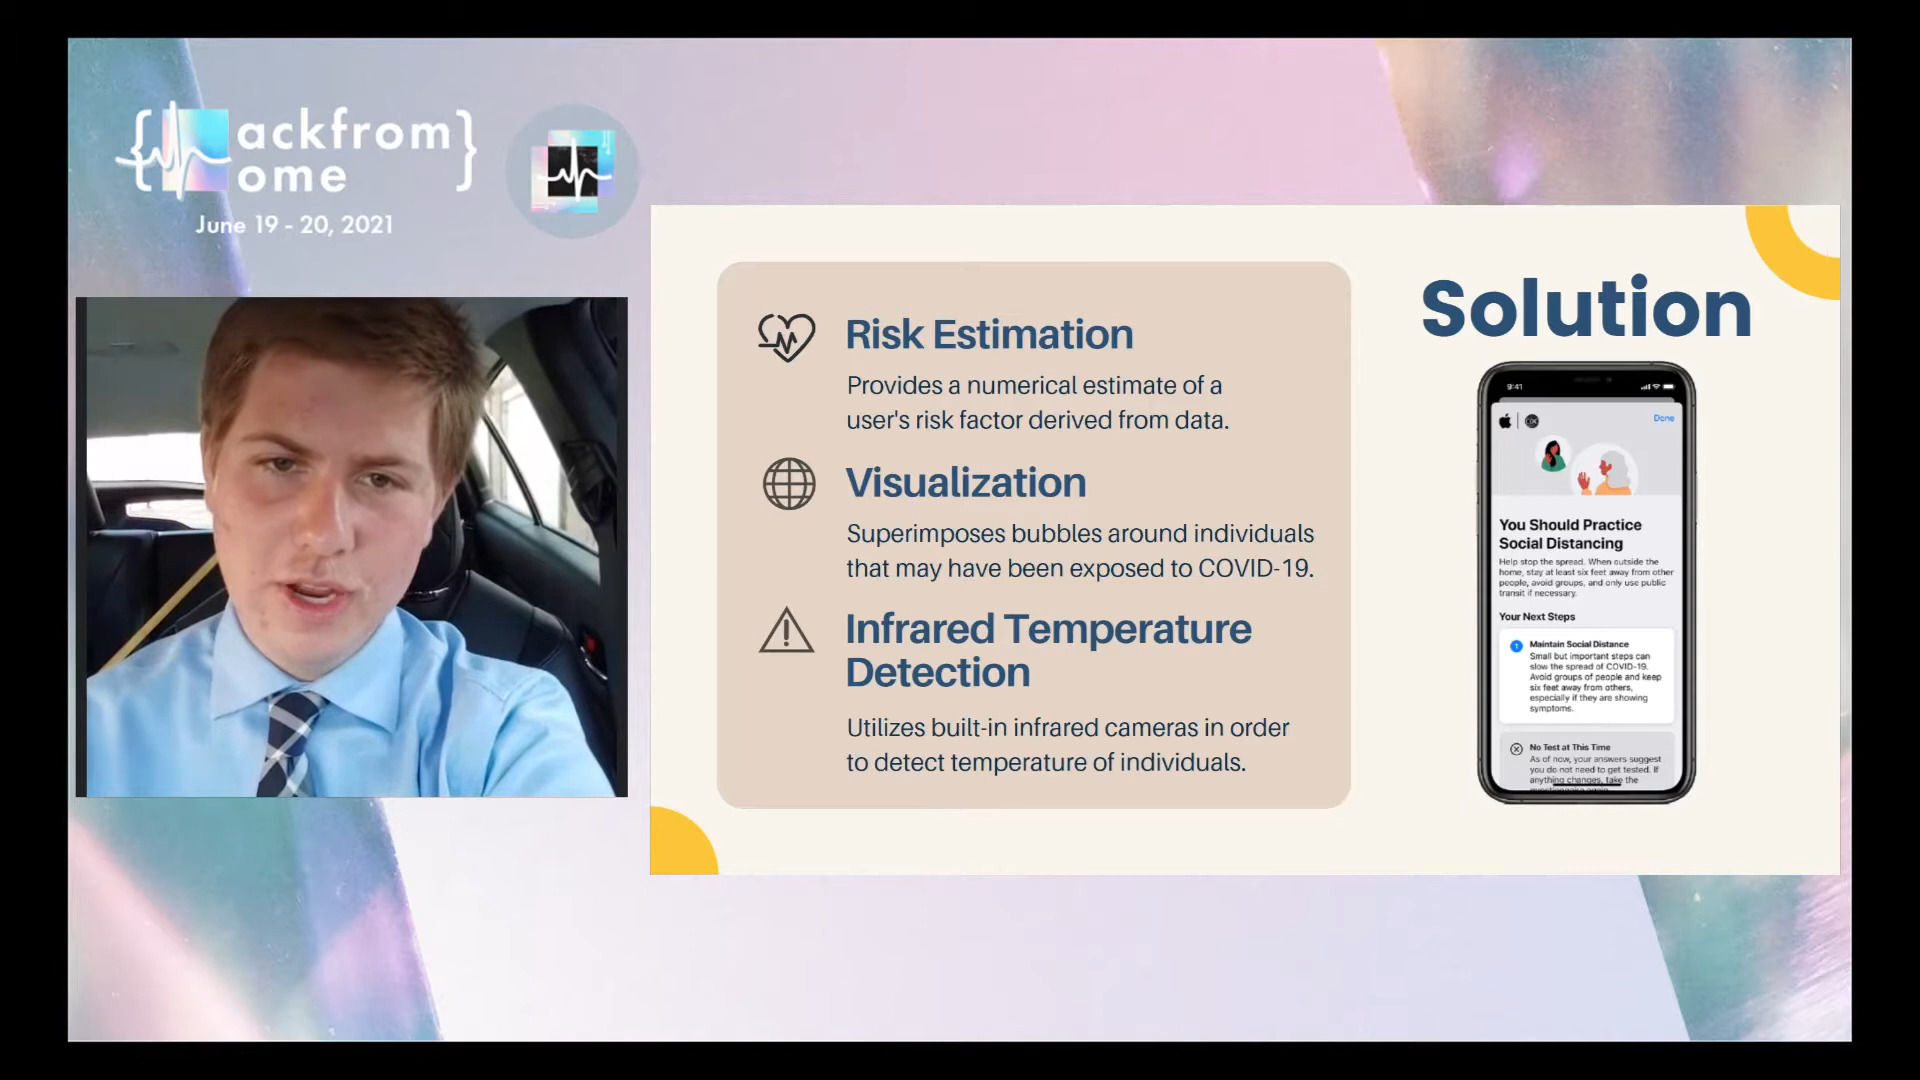 { ackfrom
ome}
June 19 - 20, 2021
Solution
Risk Estimation
Provides a numerical estimate of a
user's risk factor derived from data.
Visualization
Superimposes bubbles around individuals
that may have been exposed to COVID-19.
Infrared Temperature
Detection
Utilizes built-in infrared cameras in order
to detect temperature of individuals.
9:41
Done
You Should Practice
Social Distancing
Help stop the spread. When outside the
home, stay at least six feet away from other
people, avoid groups, and only use public
transit if necessary.
Your Next Steps
1
Maintain Social Distance
Small but important steps can
slow the spread of COVID-19.
Avoid groups of people and keep
six feet away from others,
especially if they are showing
symptoms.
No Test at This Time
As of now, your answers suggest
you do not need to get tested. If
anything changes, take the